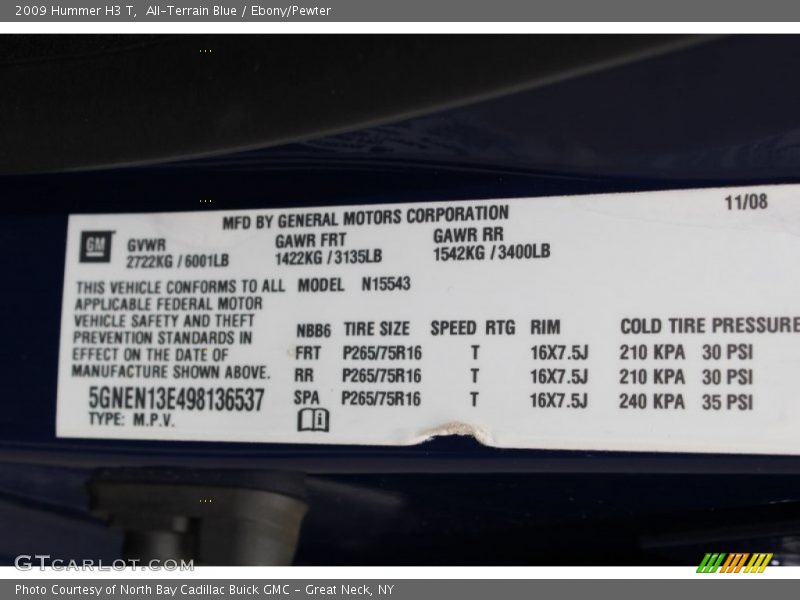 2009 Hummer H3 T,  All-Terrain Blue / Ebony/Pewter
11/08
MFD BY GENERAL MOTORS CORPORATION
GM
GVWR GAWR FRT GAWR RR
2722KG / 6001LB 1422KG / 3135LB 1542KG / 3400LB
THIS VEHICLE CONFORMS TO ALL MODEL N15543
APPLICABLE FEDERAL MOTOR
VEHICLE SAFETY AND THEFT
PREVENTION STANDARDS IN
EFFECT ON THE DATE OF
MANUFACTURE SHOWN ABOVE.
5GNEN13E498136537
TYPE: M.P.V.
NBB6 TIRE SIZE SPEED RTG RIM COLD TIRE PRESSURE
FRT P265/75R16 T 16X7.5J 210 KPA 30 PSI
RR P265/75R16 T 16X7.5J 210 KPA 30 PSI
SPA P265/75R16 T 16X7.5J 240 KPA 35 PSI
GTCARLOT.COM
Photo Courtesy of North Bay Cadillac Buick GMC - Great Neck, NY